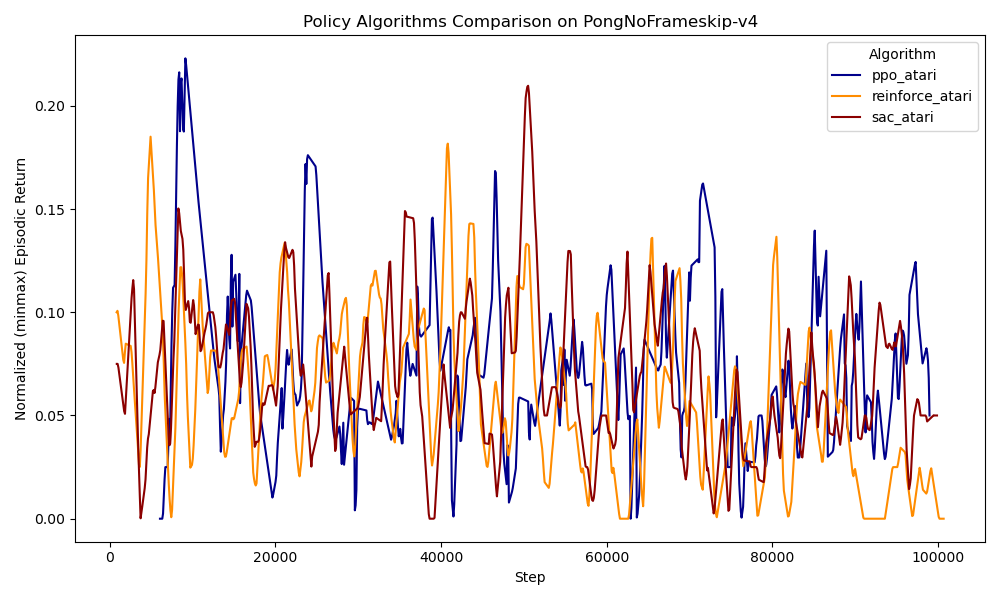 Policy Algorithms Comparison on PongNoFrameskip-v4
Normalized (minmax) Episodic Return
0.20
0.15
0.10
0.05
0.00
Algorithm
ppo_atari
reinforce_atari
sac_atari
0
20000
40000
60000
80000
100000
Step